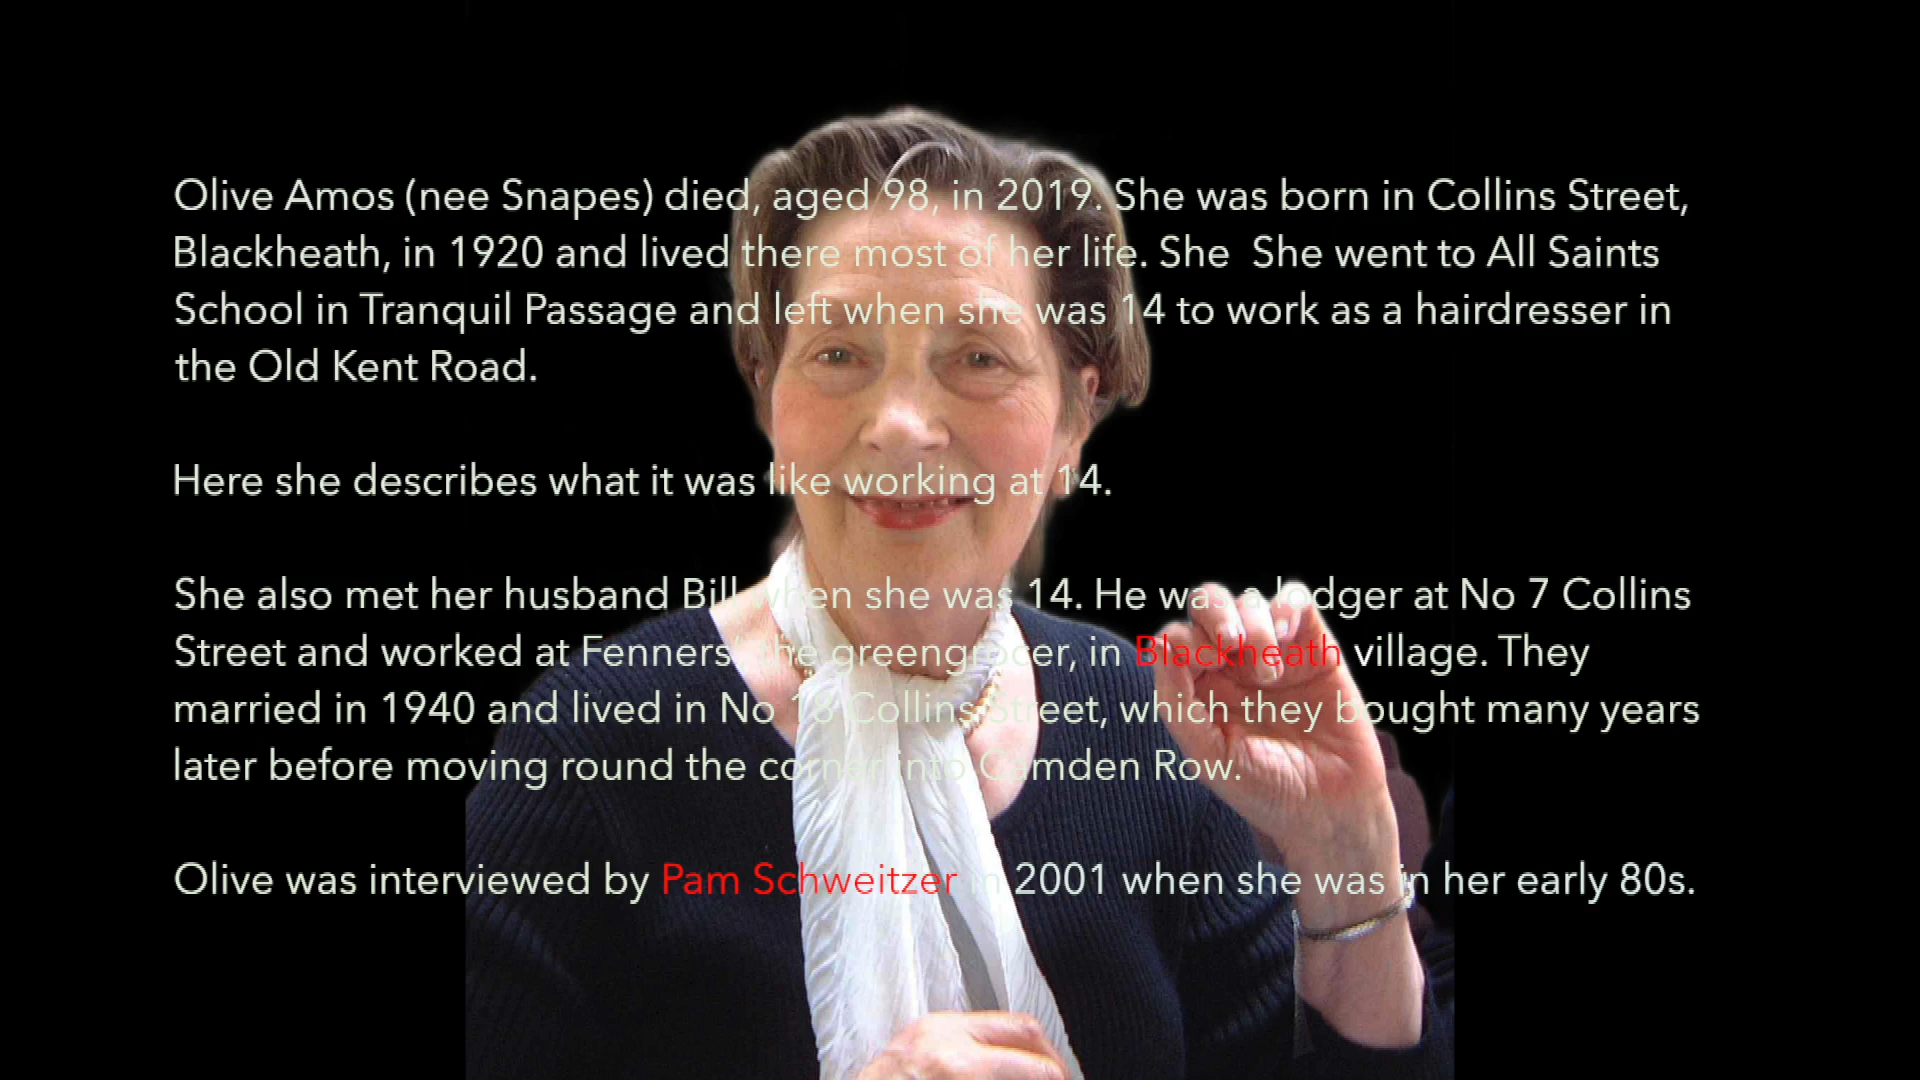 Olive Amos (nee Snapes) died, aged 98, in 2019. She was born in Collins Street,
Blackheath, in 1920 and lived there most of her life. She  She went to All Saints
School in Tranquil Passage and left when she was 14 to work as a hairdresser in
the Old Kent Road.
Here she describes what it was like working at 14.
She also met her husband Bill when she was 14. He was a lodger at No 7 Collins
Street and worked at Fenners', the greengrocer, in Blackheath village. They
married in 1940 and lived in No 18 Collins Street, which they bought many years
later before moving round the corner into Camden Row.
Olive was interviewed by Pam Schweitzer in 2001 when she was in her early 80s.